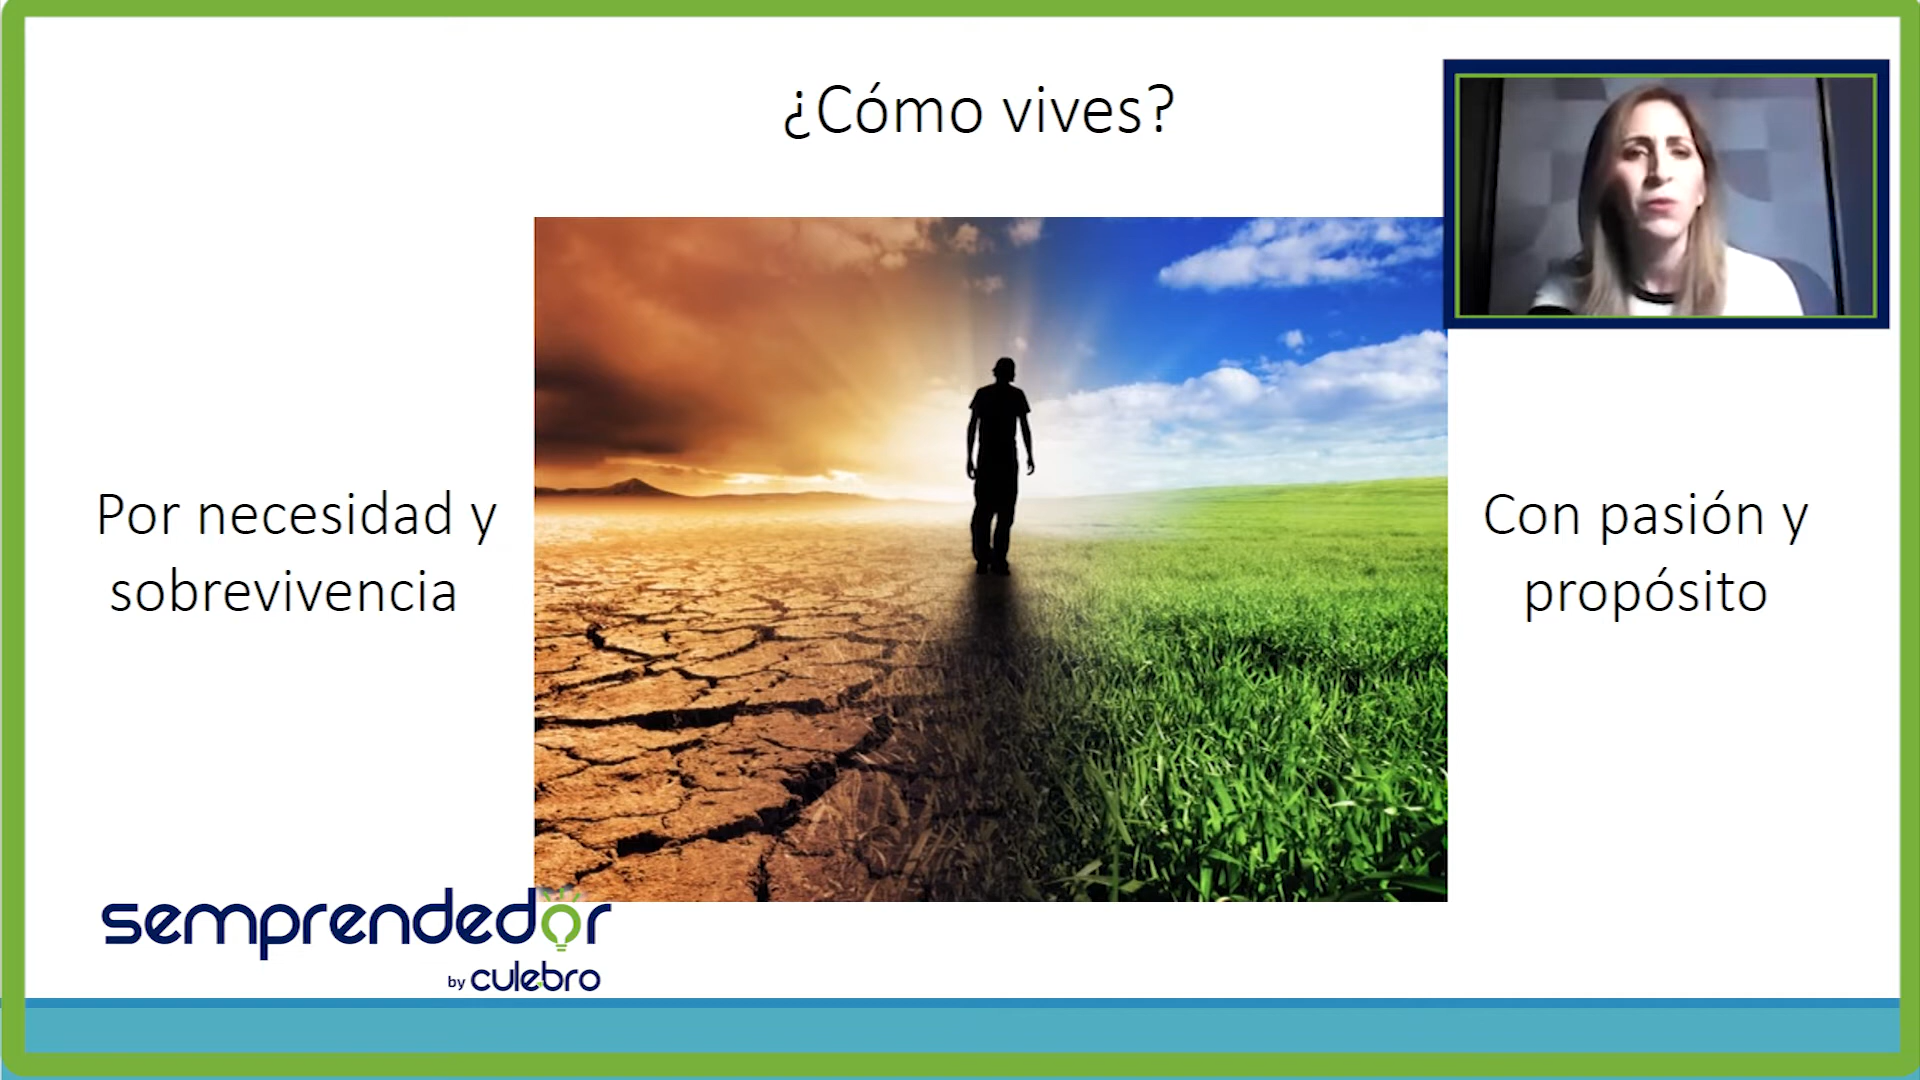 ¿Cómo vives?
Por necesidad y
sobrevivencia
Con pasión y
propósito
semprendedor
by culebro